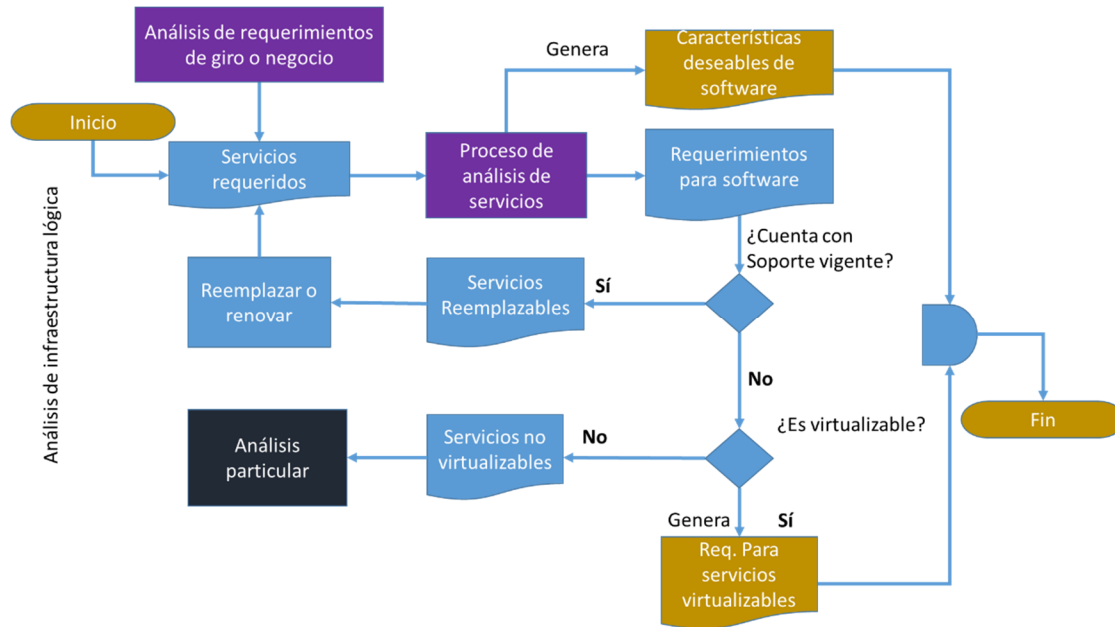 Análisis de requerimientos
de giro o negocio
Genera
Características
deseables de
software
Inicio
Servicios
requeridos
Proceso de
análisis de
servicios
Requerimientos
para software
¿Cuenta con
Soporte vigente?
Análisis de infraestructura lógica
Reemplazar o
renovar
Servicios
Reemplazables
Sí
No
¿Es virtualizable?
Fin
Análisis
particular
Servicios no
virtualizables
No
Genera
Sí
Req. Para
servicios
virtualizables